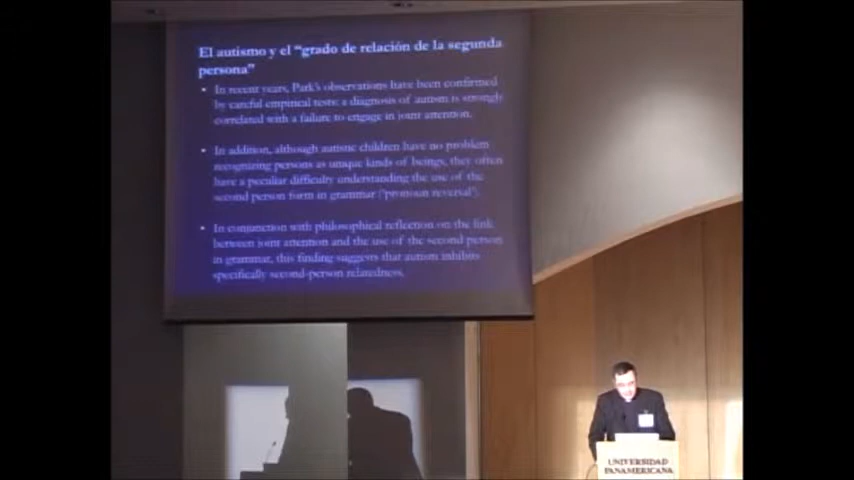 El autismo y el "grado de relación de la segunda
persona"
• In recent years, Park's observations have been confirmed
by careful empirical tests: a diagnosis of autism is strongly
correlated with a failure to engage in joint attention.
• In addition, although autistic children have no problem
recognizing persons as unique kinds of beings, they often
have a peculiar difficulty understanding the use of the
second person form in grammar ('pronoun reversal').
• In conjunction with philosophical reflection on the link
between joint attention and the use of the second person
in grammar, this finding suggests that autism inhibits
specifically second-person relatedness.
UNIVERSIDAD
PANAMERICANA